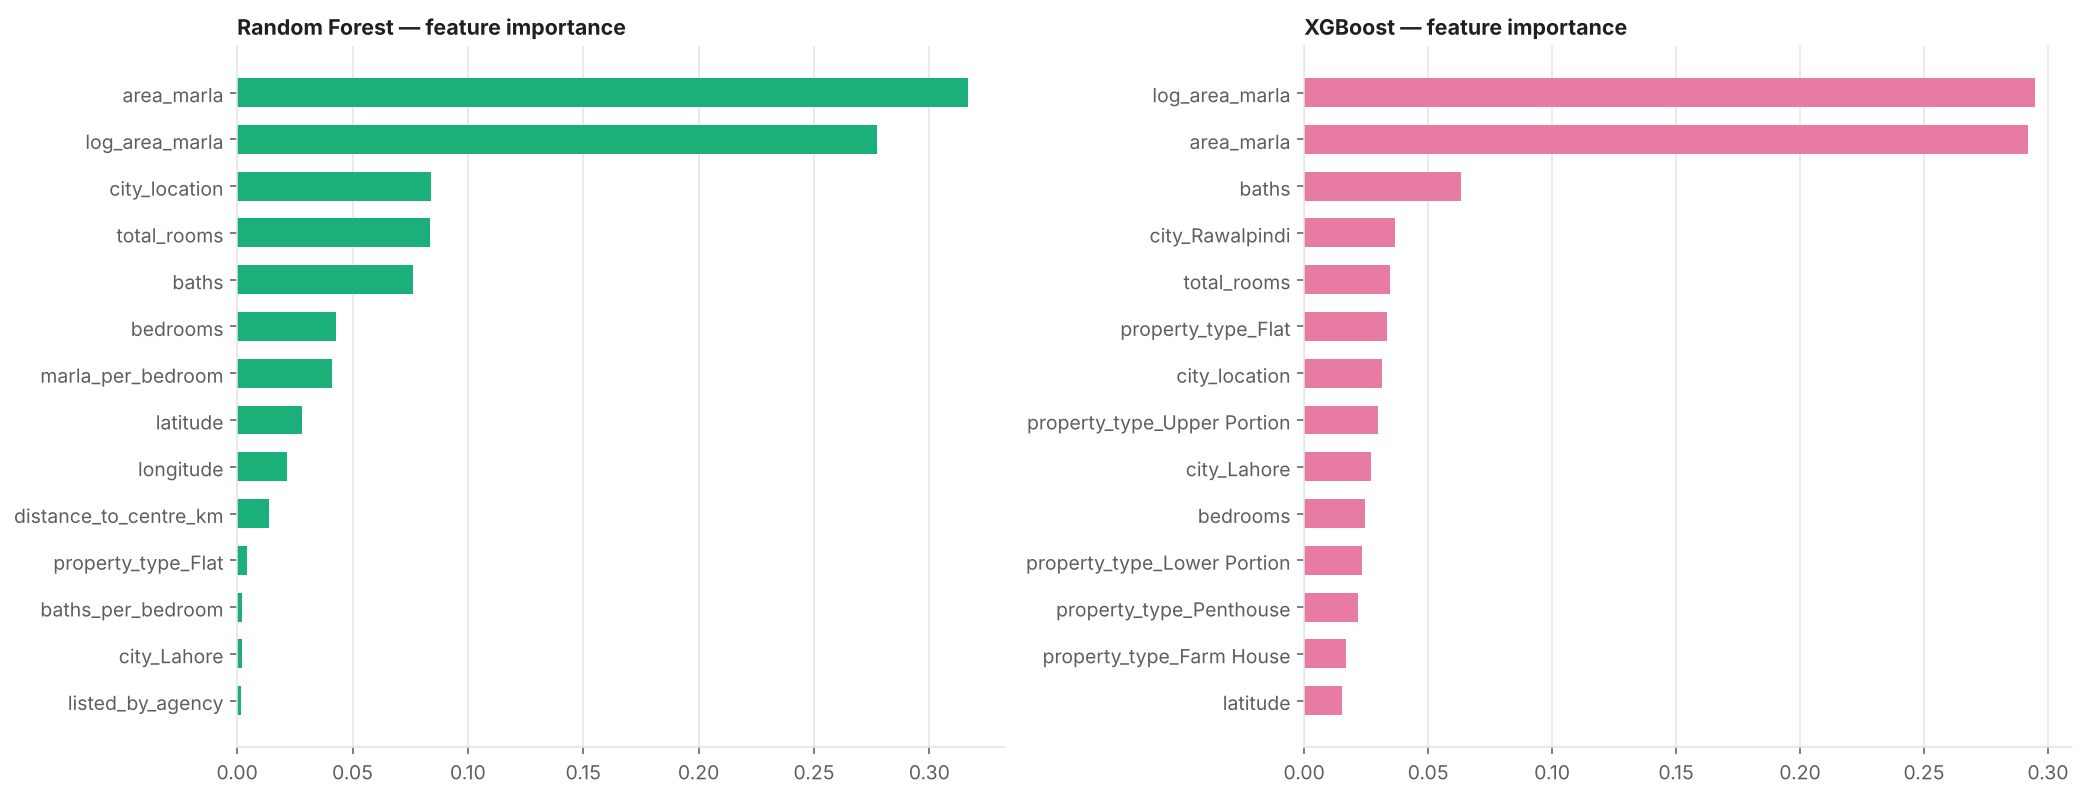 Random Forest — feature importance
area_marla
log_area_marla
city_location
total_rooms
baths
bedrooms
marla_per_bedroom
latitude
longitude
distance_to_centre_km
property_type_Flat
baths_per_bedroom
city_Lahore
listed_by_agency
0.00 0.05 0.10 0.15 0.20 0.25 0.30
XGBoost — feature importance
log_area_marla
area_marla
baths
city_Rawalpindi
total_rooms
property_type_Flat
city_location
property_type_Upper Portion
city_Lahore
bedrooms
property_type_Lower Portion
property_type_Penthouse
property_type_Farm House
latitude
0.00 0.05 0.10 0.15 0.20 0.25 0.30